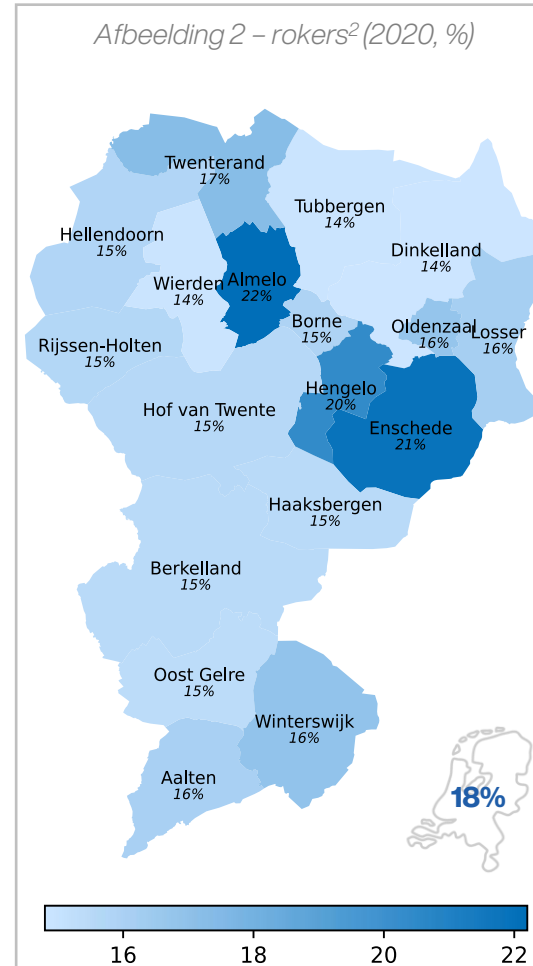 Afbeelding 2 – rokers² (2020, %)
Twenterand
17%
Tubbergen
14%
Hellendoorn
15%
Dinkelland
14%
Wierden
14%
Almelo
22%
Borne
15%
Oldenzaal
16%
Losser
16%
Rijssen-Holten
15%
Hengelo
20%
Hof van Twente
15%
Enschede
21%
Haaksbergen
15%
Berkelland
15%
Oost Gelre
15%
Winterswijk
16%
Aalten
16%
18%
16 18 20 22